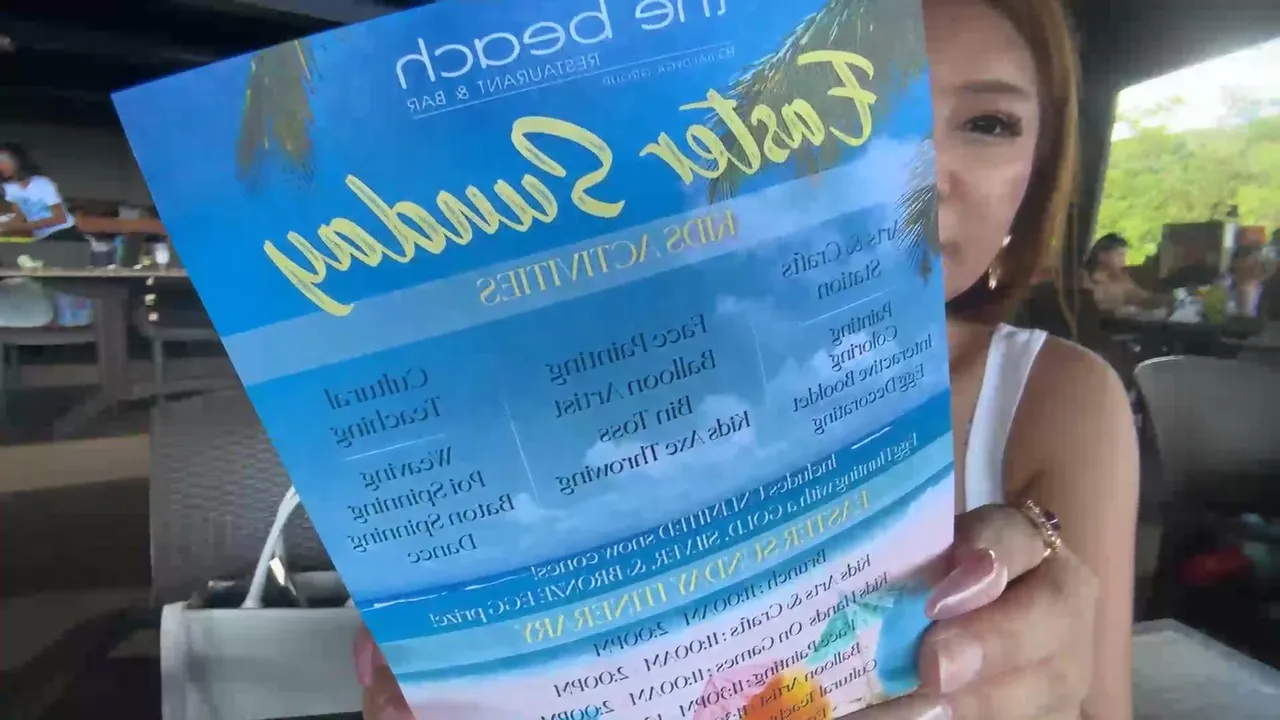 the beach
RESTAURANT & BAR
Easter Sunday
KIDS ACTIVITIES
Arts & Crafts
Station
Painting
Coloring
Interactive Booklet
Egg Decorating
Face Painting
Balloon Artist
Bin Toss
Kids Axe Throwing
Cultural
Teaching
Weaving
Poi Spinning
Baton Spinning
Dance
Includes UNLIMITED snow cones!
Egg Hunting with a GOLD, SILVER, & BRONZE EGG prize!
EASTER SUNDAY ITINERARY
Brunch : 11:00AM 2:00PM
Kids Arts & Crafts : 11:00AM 2:00PM
Kids Hands On Games : 11:00AM 2:00PM
Face Painting : 11:30PM
Balloon Artist
Cultural